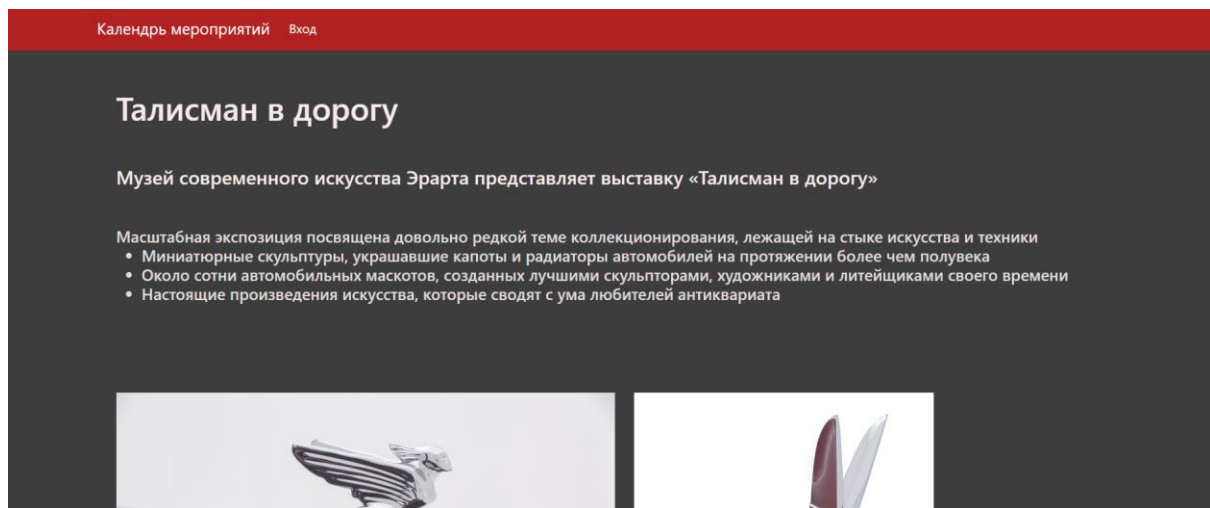 Календрь мероприятий Вход
Талисман в дорогу
Музей современного искусства Эрарта представляет выставку «Талисман в дорогу»
Масштабная экспозиция посвящена довольно редкой теме коллекционирования, лежащей на стыке искусства и техники
• Миниатюрные скульптуры, украшавшие капоты и радиаторы автомобилей на протяжении более чем полувека
• Около сотни автомобильных маскотов, созданных лучшими скульпторами, художниками и литейщиками своего времени
• Настоящие произведения искусства, которые сводят с ума любителей антиквариата